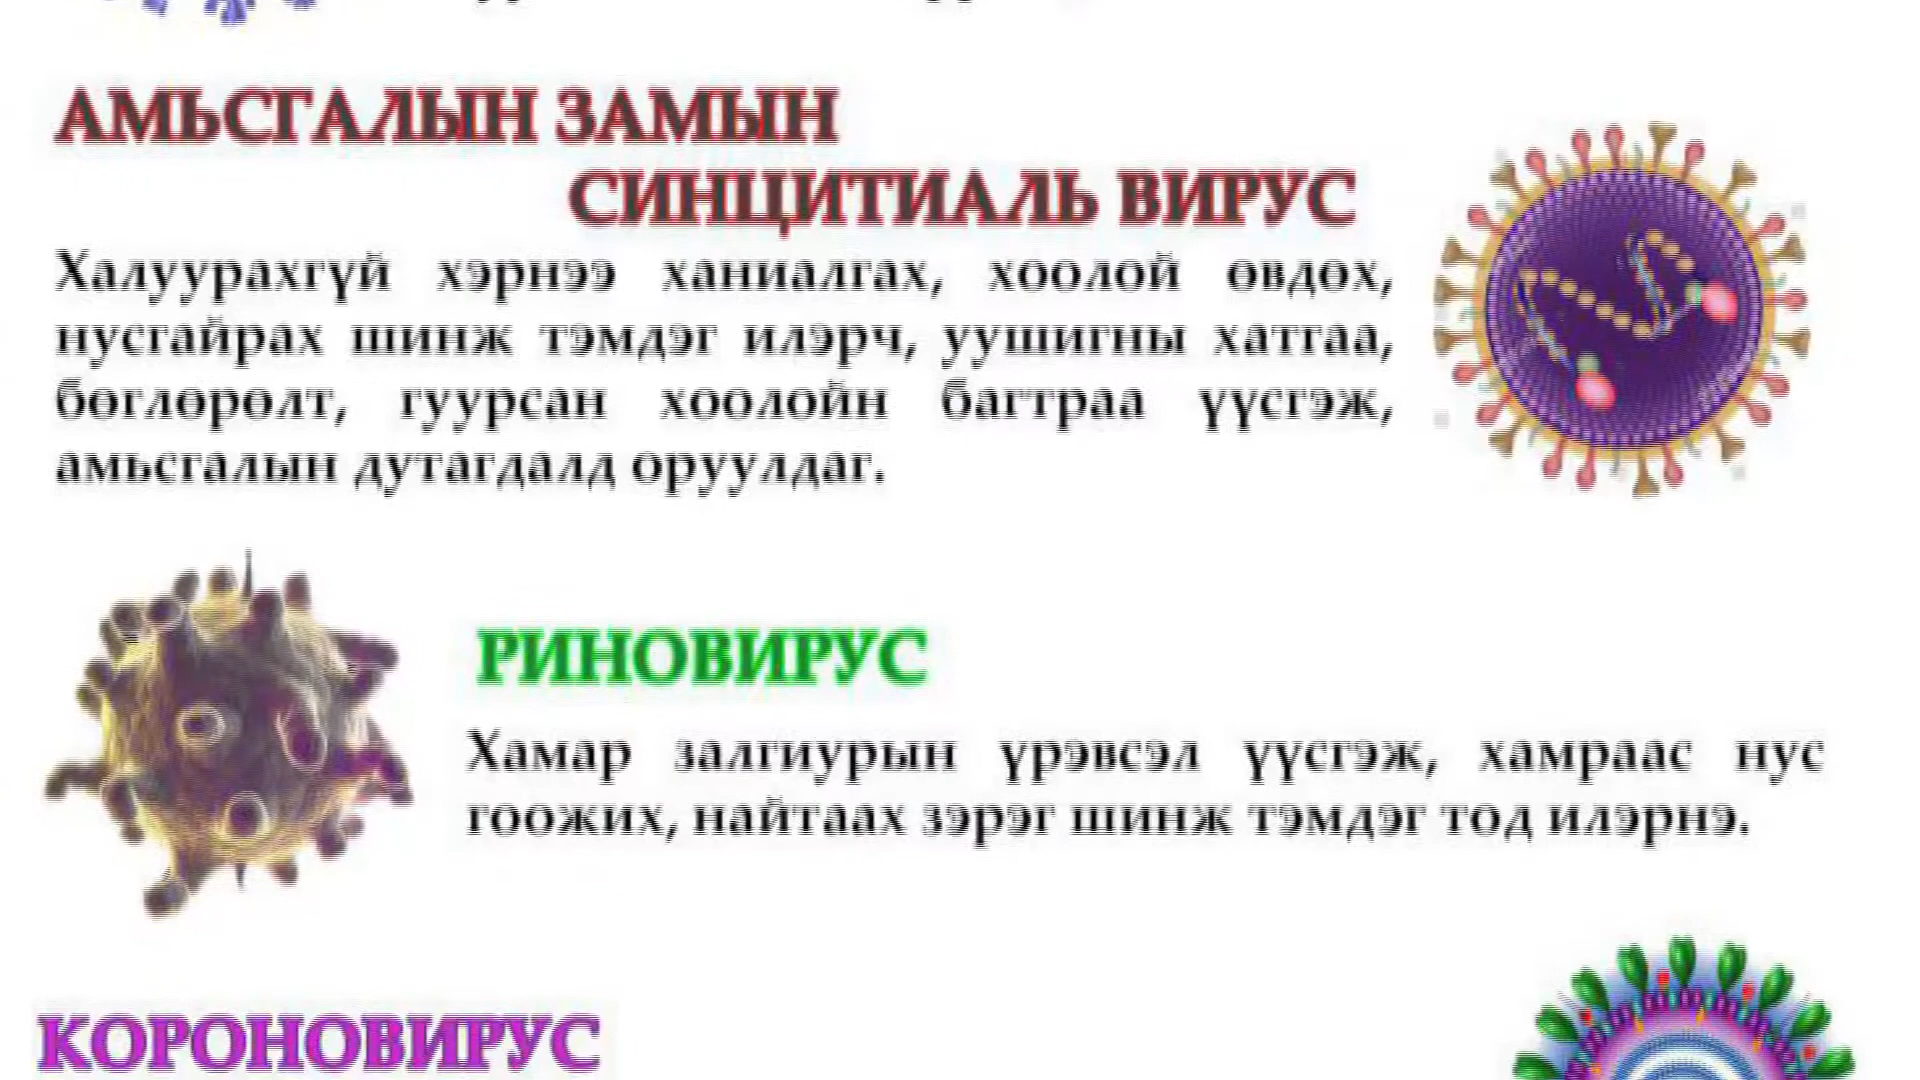 АМЬСГАЛЫН ЗАМЫН
СИНЦИТИАЛЬ ВИРУС
Халуурахгүй хэрнээ ханиалгах, хоолой өвдөх,
нусгайрах шинж тэмдэг илэрч, уушигны хатгаа,
бөглөрөлт, гуурсан хоолойн багтраа үүсгэж,
амьсгалын дутагдалд оруулдаг.
РИНОВИРУС
Хамар залгиурын үрэвсэл үүсгэж, хамраас нус
гоожих, найтаах зэрэг шинж тэмдэг тод илэрнэ.
КОРОНОВИРУС